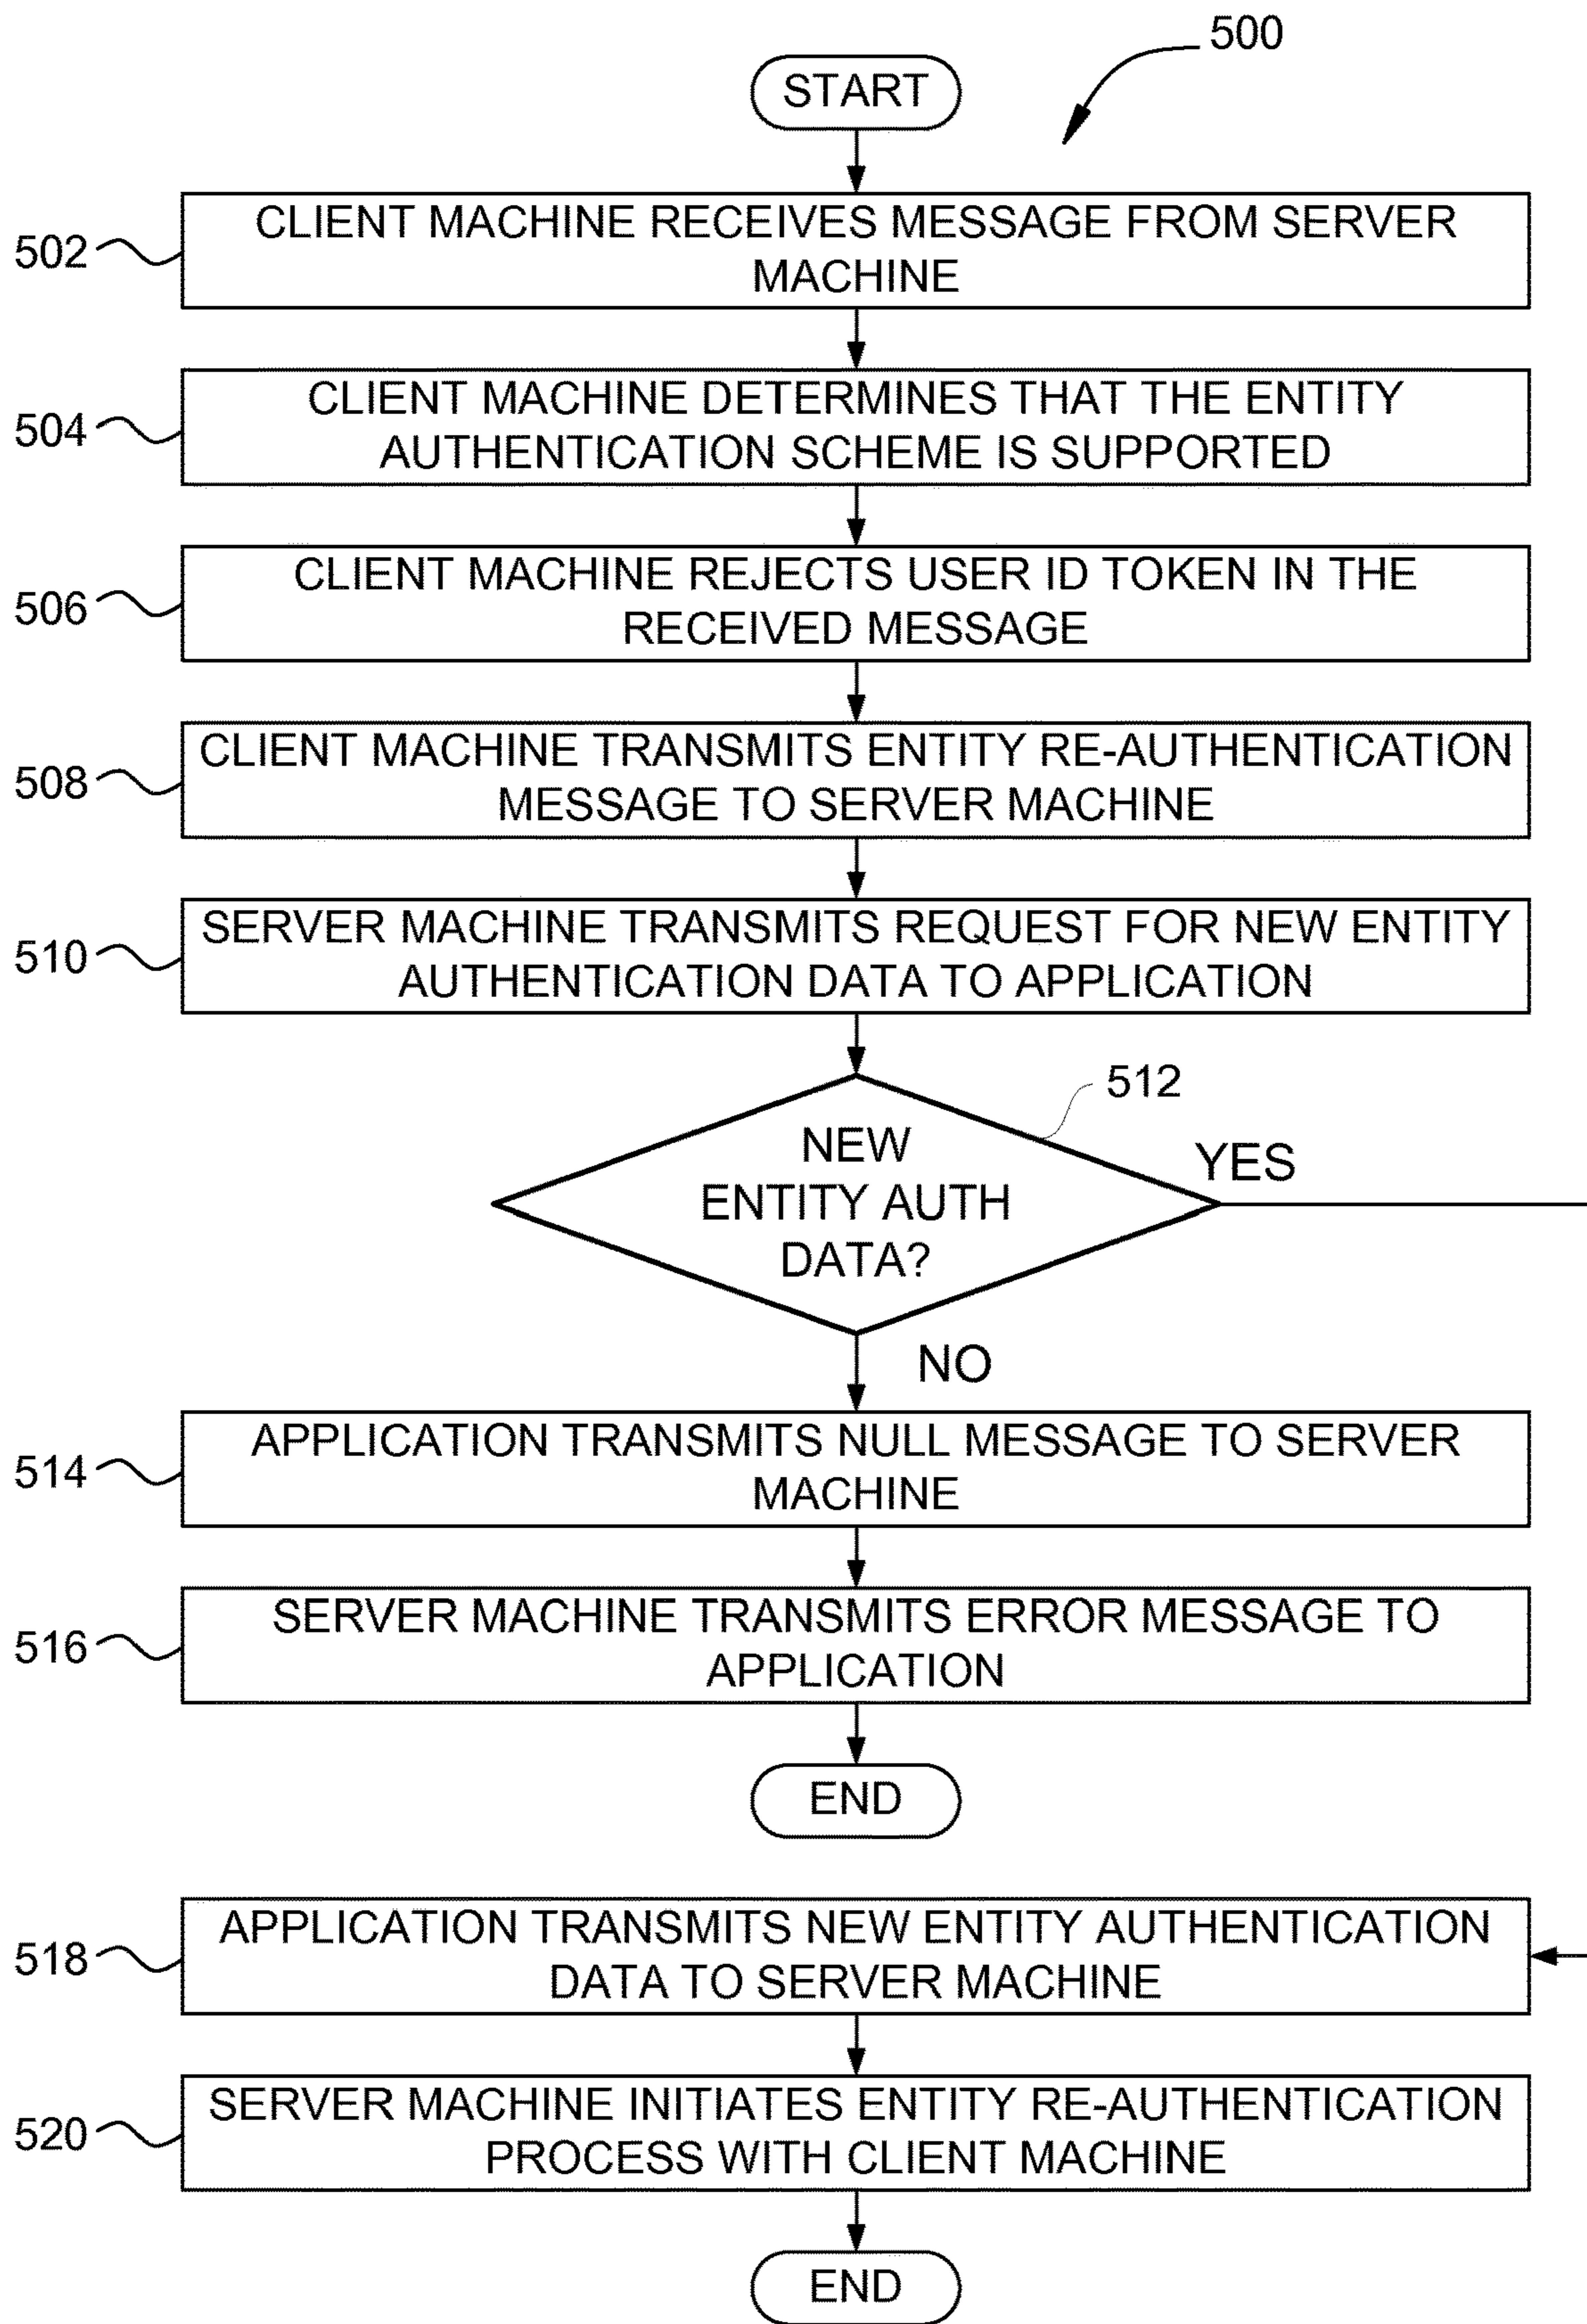 500
START
502
CLIENT MACHINE RECEIVES MESSAGE FROM SERVER
MACHINE
504
CLIENT MACHINE DETERMINES THAT THE ENTITY
AUTHENTICATION SCHEME IS SUPPORTED
506
CLIENT MACHINE REJECTS USER ID TOKEN IN THE
RECEIVED MESSAGE
508
CLIENT MACHINE TRANSMITS ENTITY RE-AUTHENTICATION
MESSAGE TO SERVER MACHINE
510
SERVER MACHINE TRANSMITS REQUEST FOR NEW ENTITY
AUTHENTICATION DATA TO APPLICATION
512
NEW
ENTITY AUTH
DATA?
YES
NO
514
APPLICATION TRANSMITS NULL MESSAGE TO SERVER
MACHINE
516
SERVER MACHINE TRANSMITS ERROR MESSAGE TO
APPLICATION
END
518
APPLICATION TRANSMITS NEW ENTITY AUTHENTICATION
DATA TO SERVER MACHINE
520
SERVER MACHINE INITIATES ENTITY RE-AUTHENTICATION
PROCESS WITH CLIENT MACHINE
END